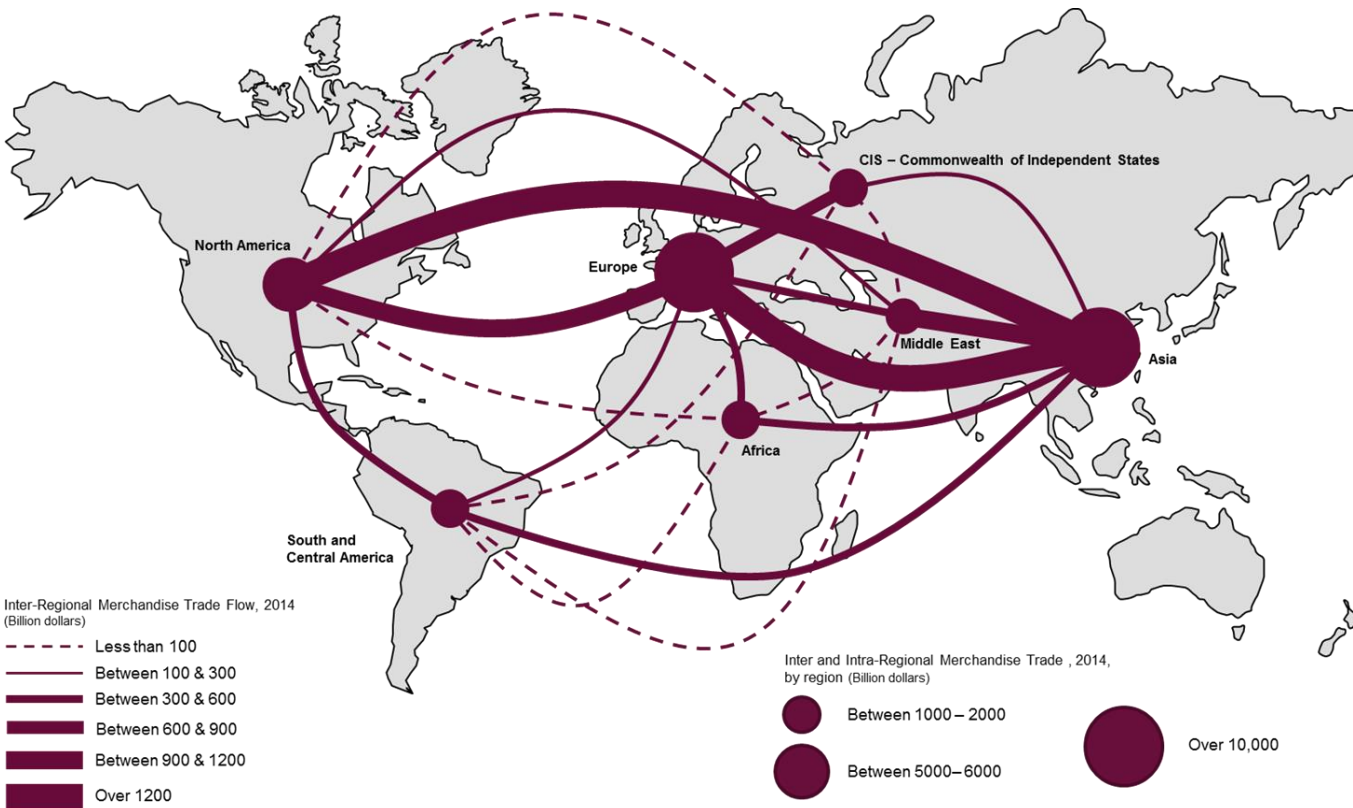 CIS – Commonwealth of Independent States
North America
Europe
Middle East
Asia
Africa
South and
Central America
Inter-Regional Merchandise Trade Flow, 2014
(Billion dollars)
Less than 100
Between 100 & 300
Between 300 & 600
Between 600 & 900
Between 900 & 1200
Over 1200
Inter and Intra-Regional Merchandise Trade , 2014,
by region (Billion dollars)
Between 1000 – 2000
Between 5000–6000
Over 10,000